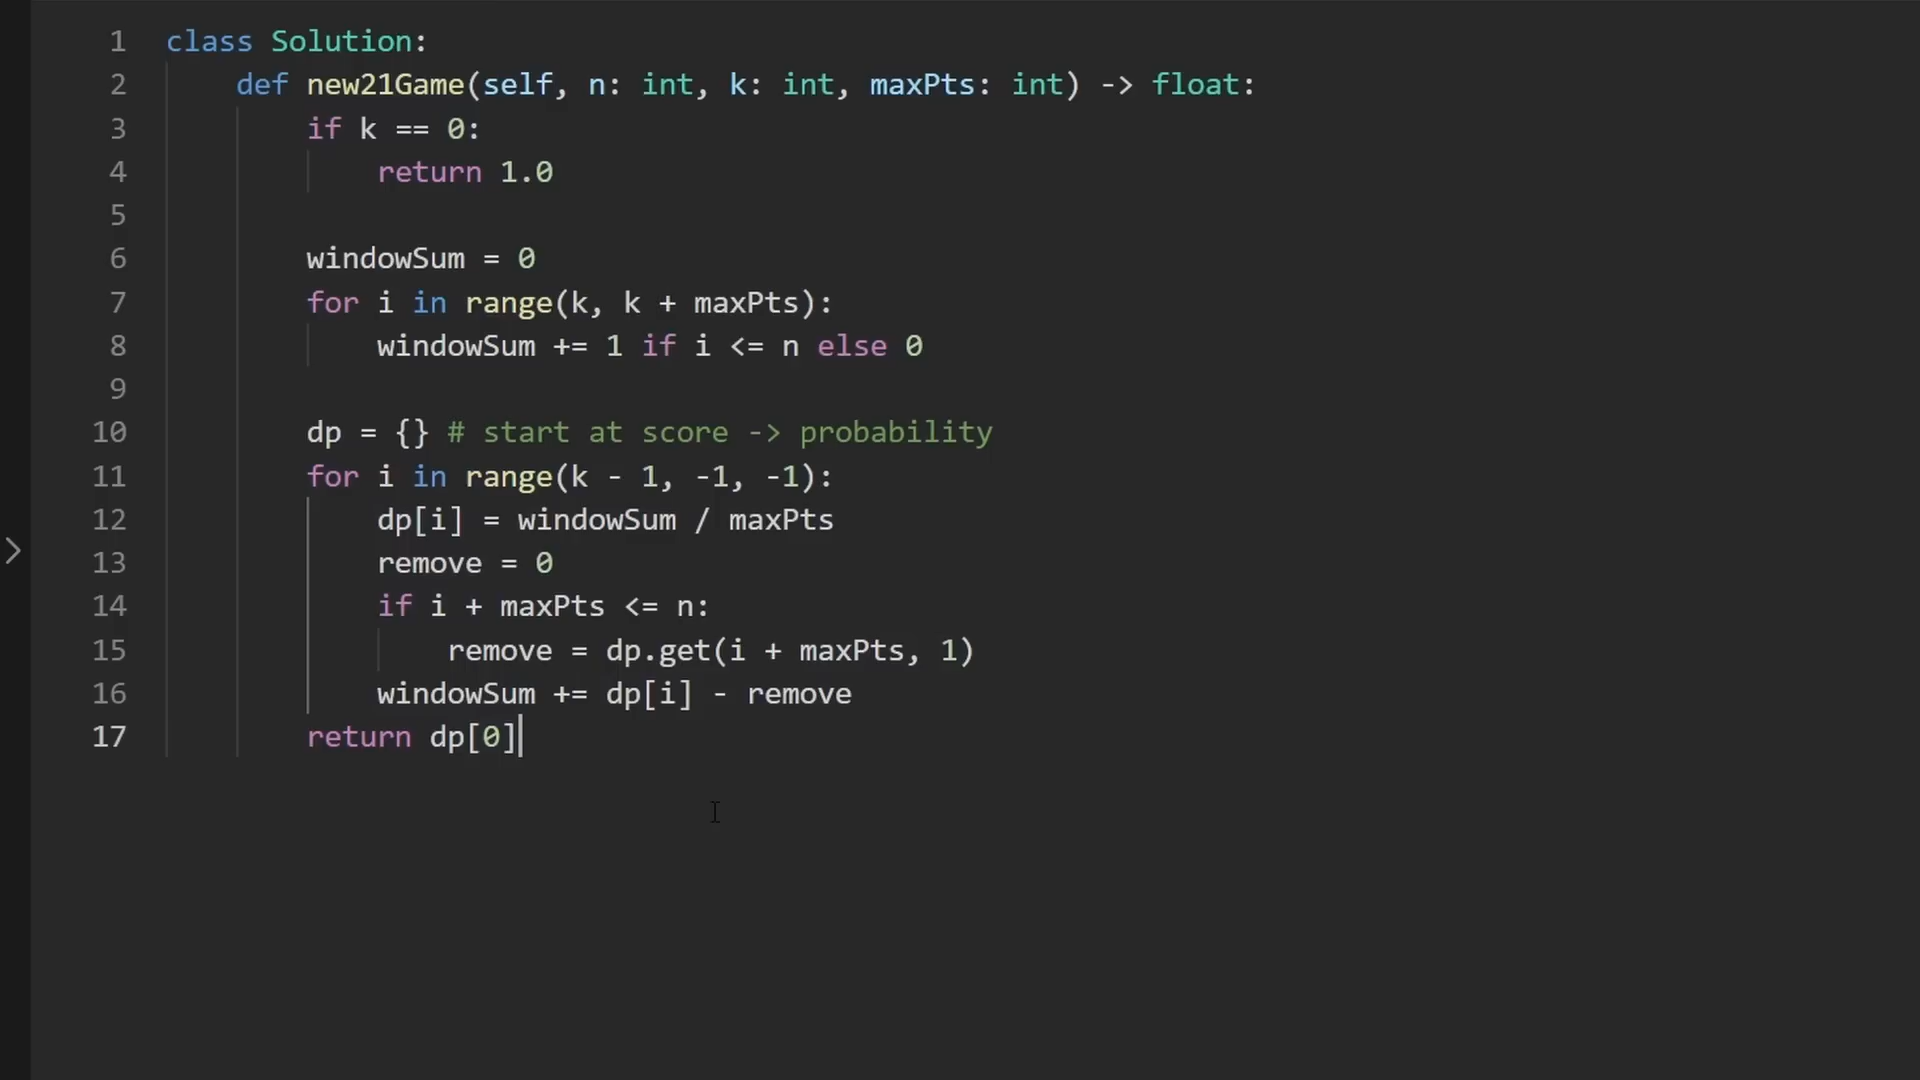 1 class Solution:
2 def new21Game(self, n: int, k: int, maxPts: int) -> float:
3 if k == 0:
4 return 1.0
5
6 windowSum = 0
7 for i in range(k, k + maxPts):
8 windowSum += 1 if i <= n else 0
9
10 dp = {} # start at score -> probability
11 for i in range(k - 1, -1, -1):
12 dp[i] = windowSum / maxPts
13 remove = 0
14 if i + maxPts <= n:
15 remove = dp.get(i + maxPts, 1)
16 windowSum += dp[i] - remove
17 return dp[0]